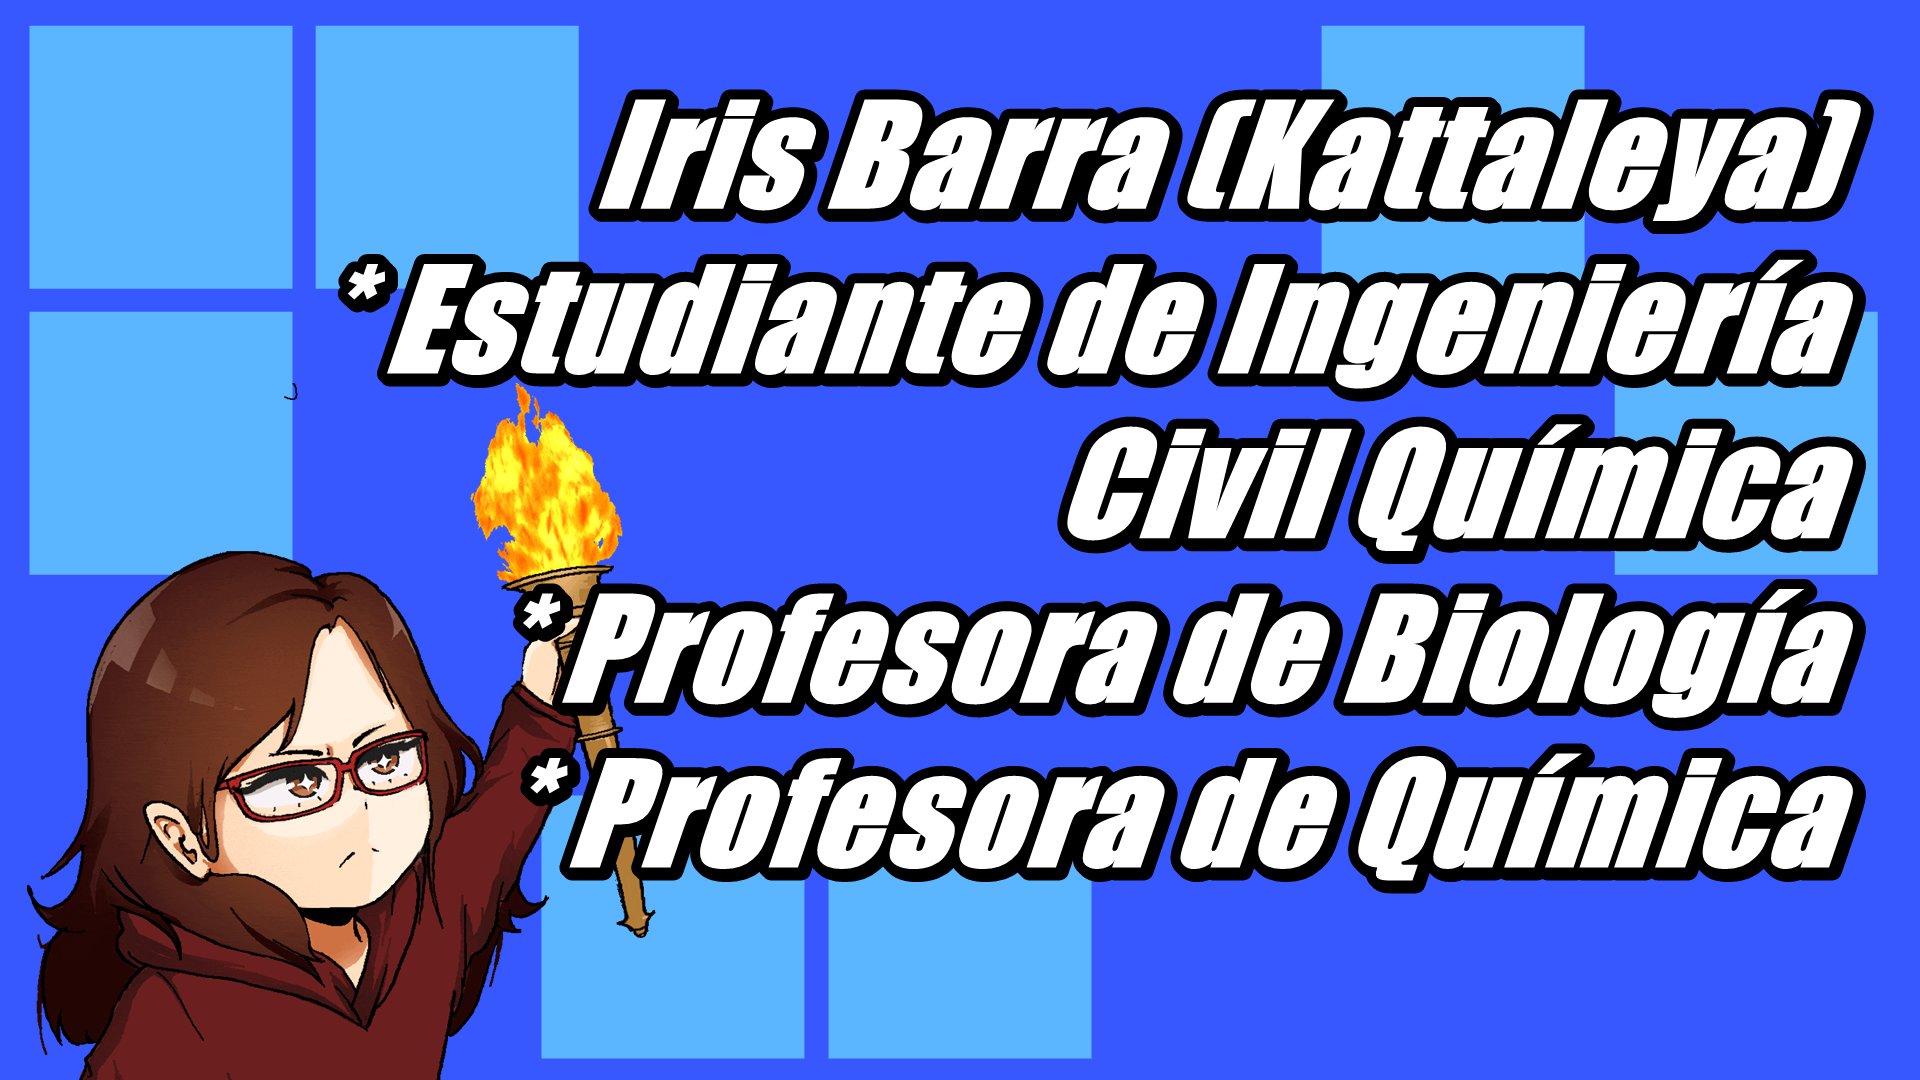 Iris Barra (Kattaleya)
* Estudiante de Ingeniería
Civil Química
* Profesora de Biología
* Profesora de Química